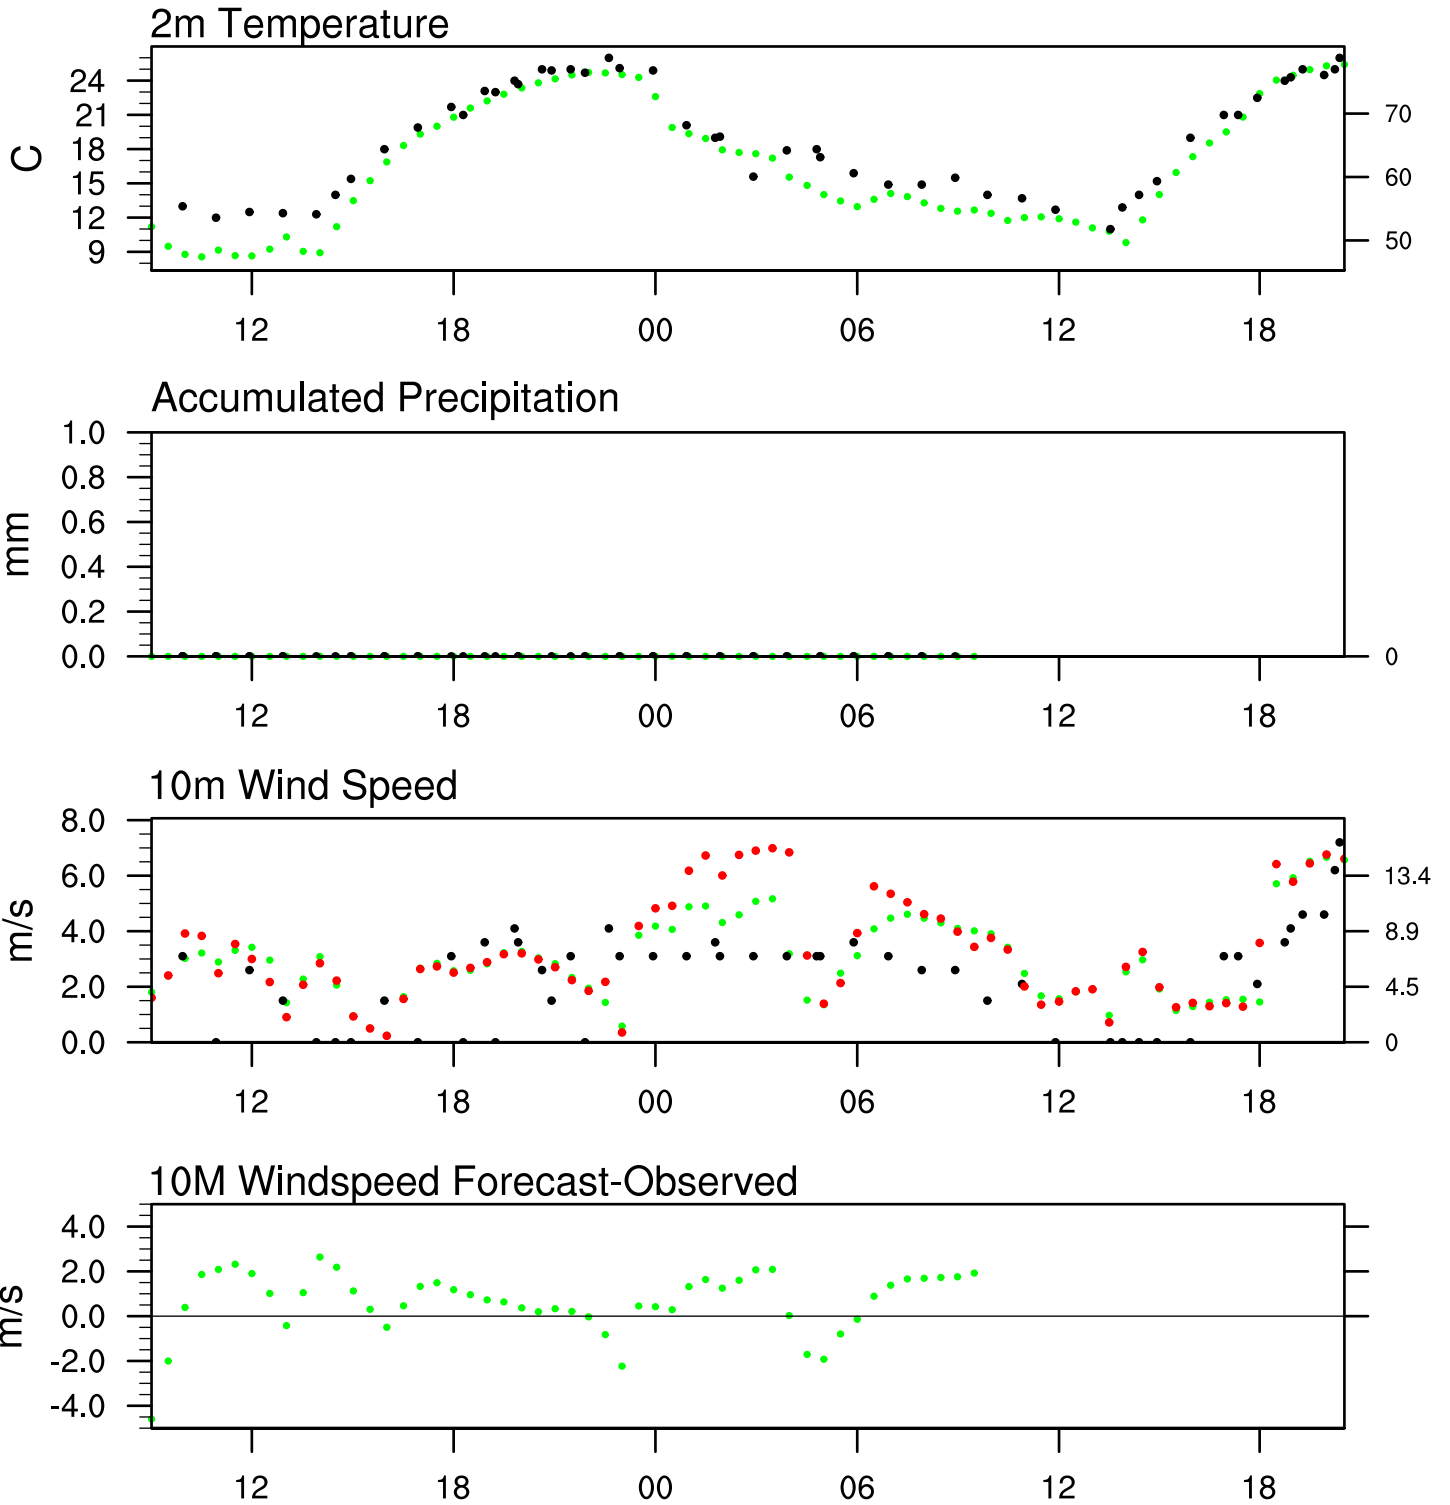 2m Temperature
24
21
18
15
12
9
C
70
60
50
12 18 00 06 12 18
Accumulated Precipitation
1.0
0.8
0.6
0.4
0.2
0.0
mm
0
12 18 00 06 12 18
10m Wind Speed
8.0
6.0
4.0
2.0
0.0
m/s
13.4
8.9
4.5
0
12 18 00 06 12 18
10M Windspeed Forecast-Observed
4.0
2.0
0.0
-2.0
-4.0
m/s
12 18 00 06 12 18